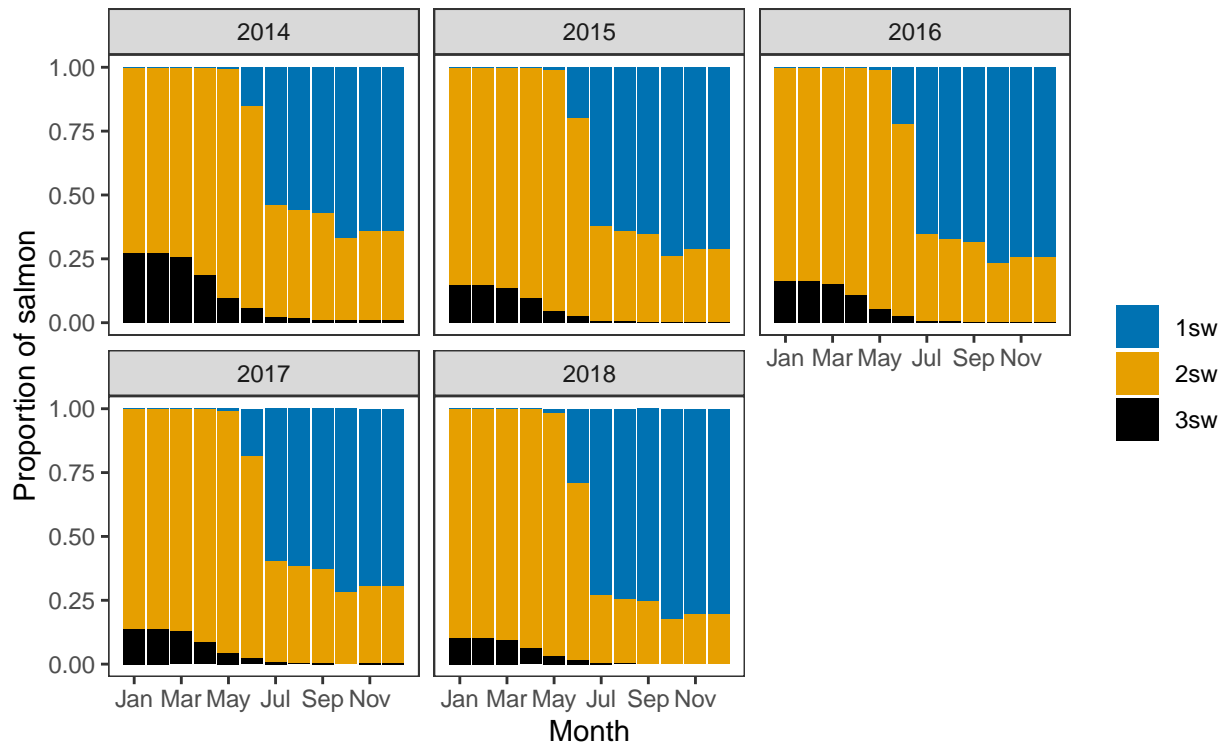 2014
2015
2016
1.00
0.75
0.50
0.25
0.00
Jan Mar May Jul Sep Nov
2017
2018
1.00
0.75
0.50
0.25
0.00
Jan Mar May Jul Sep Nov
Jan Mar May Jul Sep Nov
Proportion of salmon
Month
1sw
2sw
3sw